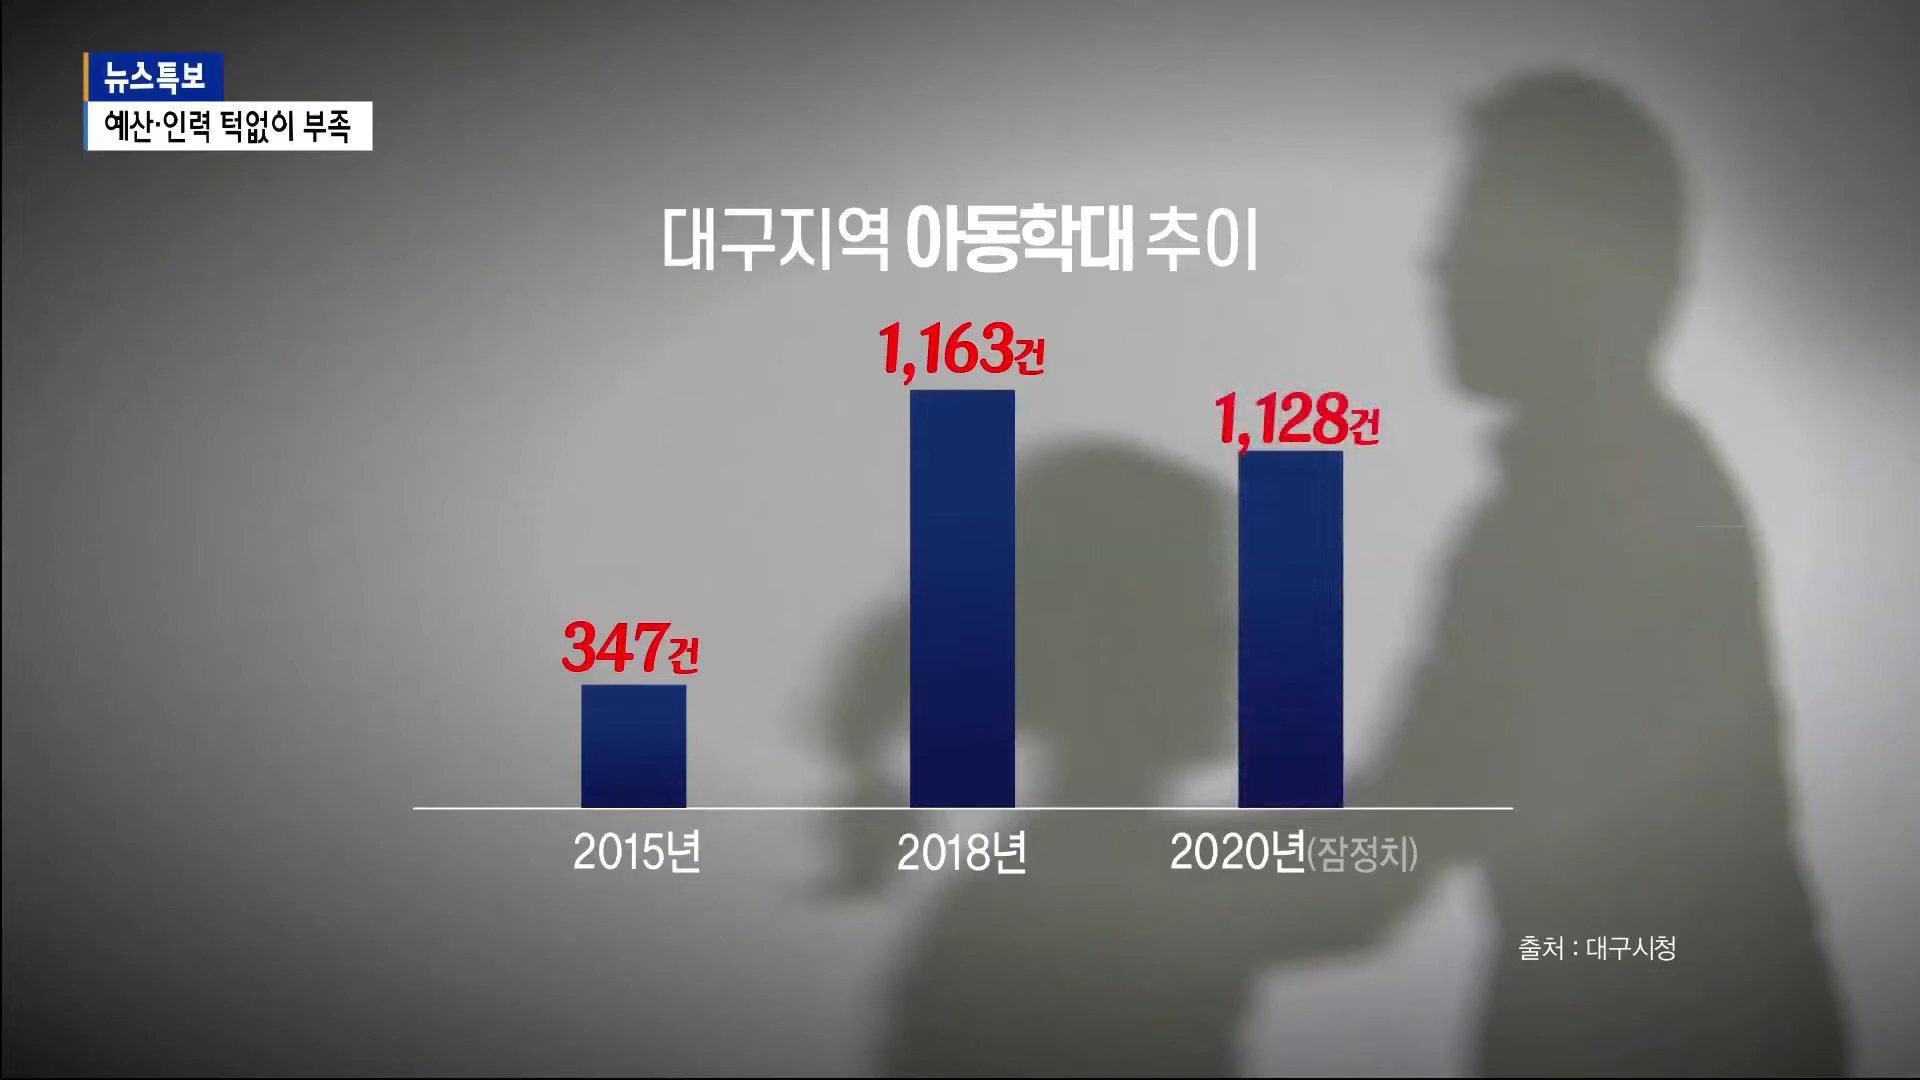 뉴스특보
예산·인력 턱없이 부족
대구지역 아동학대 추이
1,163건
1,128건
347건
2015년
2018년
2020년(잠정치)
출처 : 대구시청